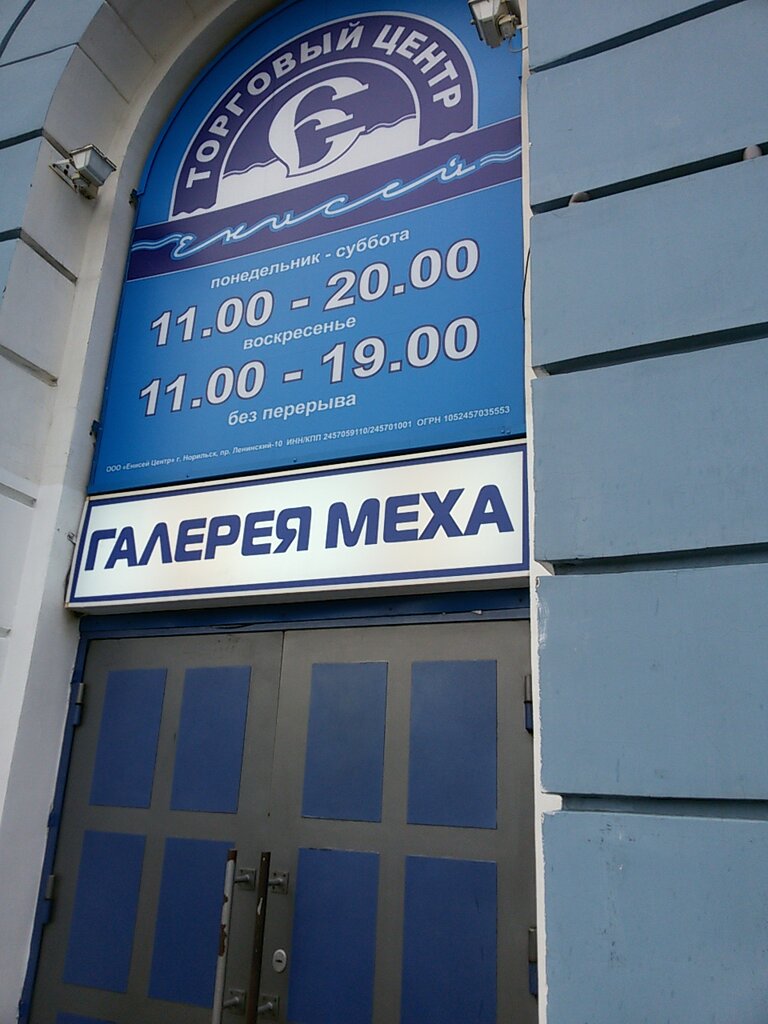 ТОРГОВЫЙ ЦЕНТР
Енисей
понедельник - суббота
11.00 - 20.00
воскресенье
11.00 - 19.00
без перерыва
ООО «Енисей Центр» г. Норильск, пр. Ленинский-10 ИНН/КПП 2457059110/245701001 ОГРН 1052457035553
ГАЛЕРЕЯ МЕХА